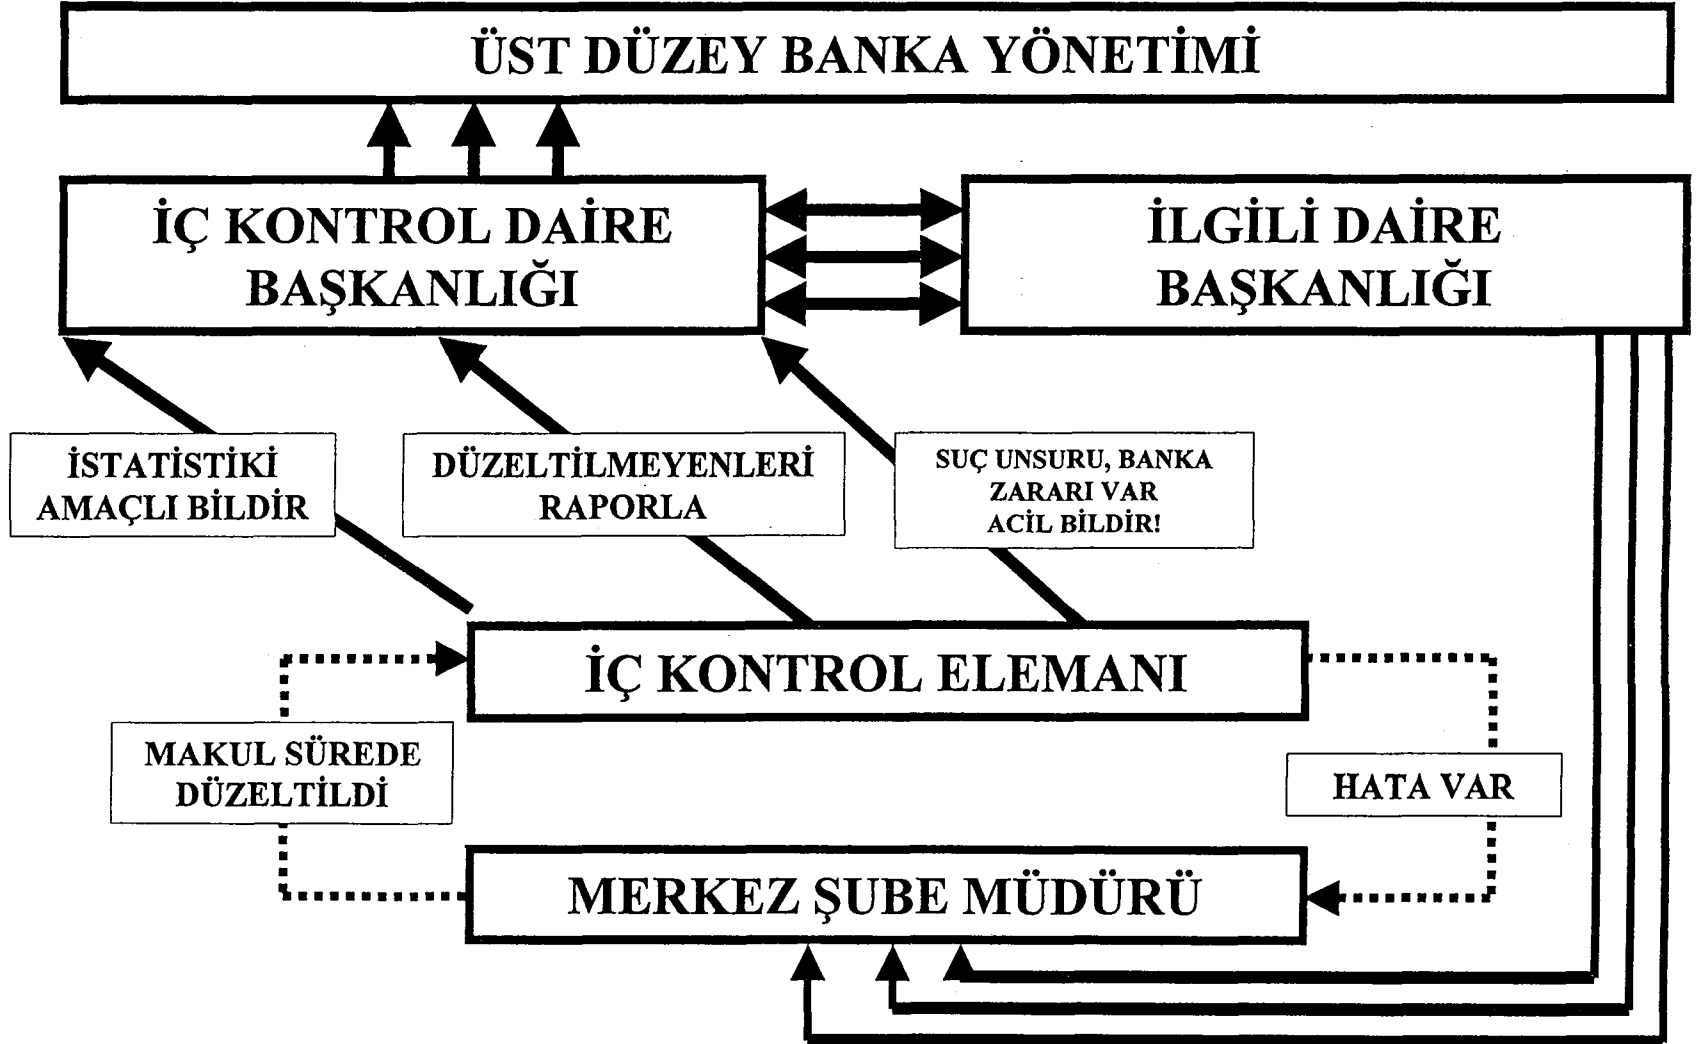 ÜST DÜZEY BANKA YÖNETİMİ
İÇ KONTROL DAİRE
BAŞKANLIĞI
İLGİLİ DAİRE
BAŞKANLIĞI
İSTATİSTİKİ
AMAÇLI BİLDİR
DÜZELTİLMEYENLERİ
RAPORLA
SUÇ UNSURU, BANKA
ZARARI VAR
ACİL BİLDİR!
İÇ KONTROL ELEMANI
MAKUL SÜREDE
DÜZELTİLDİ
HATA VAR
MERKEZ ŞUBE MÜDÜRÜ